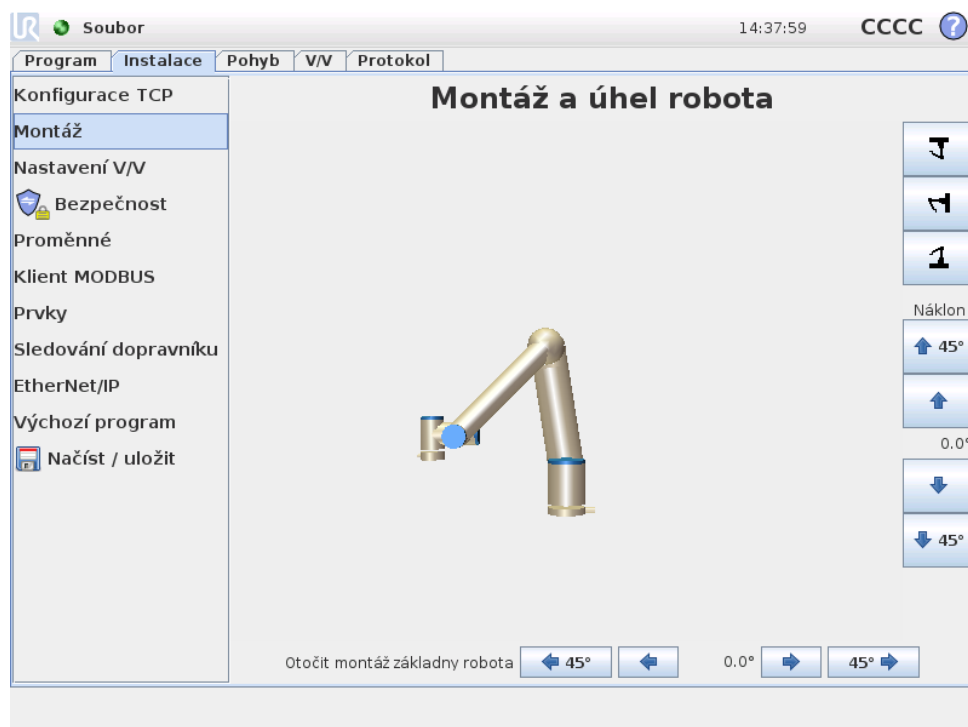 UR Soubor 14:37:59 CCCC ?
Program Instalace Pohyb V/V Protokol
Konfigurace TCP
Montáž
Nastavení V/V
Bezpečnost
Proměnné
Klient MODBUS
Prvky
Sledování dopravníku
EtherNet/IP
Výchozí program
Načíst / uložit
Montáž a úhel robota
Náklon
45°
0.0°
45°
Otočit montáž základny robota 45° 0.0° 45°